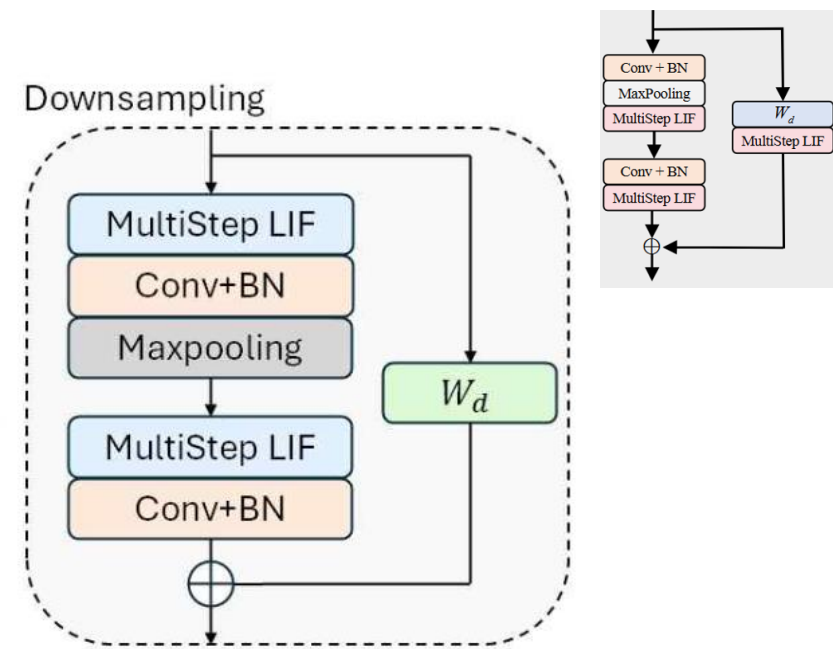 Downsampling
MultiStep LIF
Conv+BN
Maxpooling
MultiStep LIF
Conv+BN
W_d
Conv + BN
MaxPooling
MultiStep LIF
Conv + BN
MultiStep LIF
W_d
MultiStep LIF